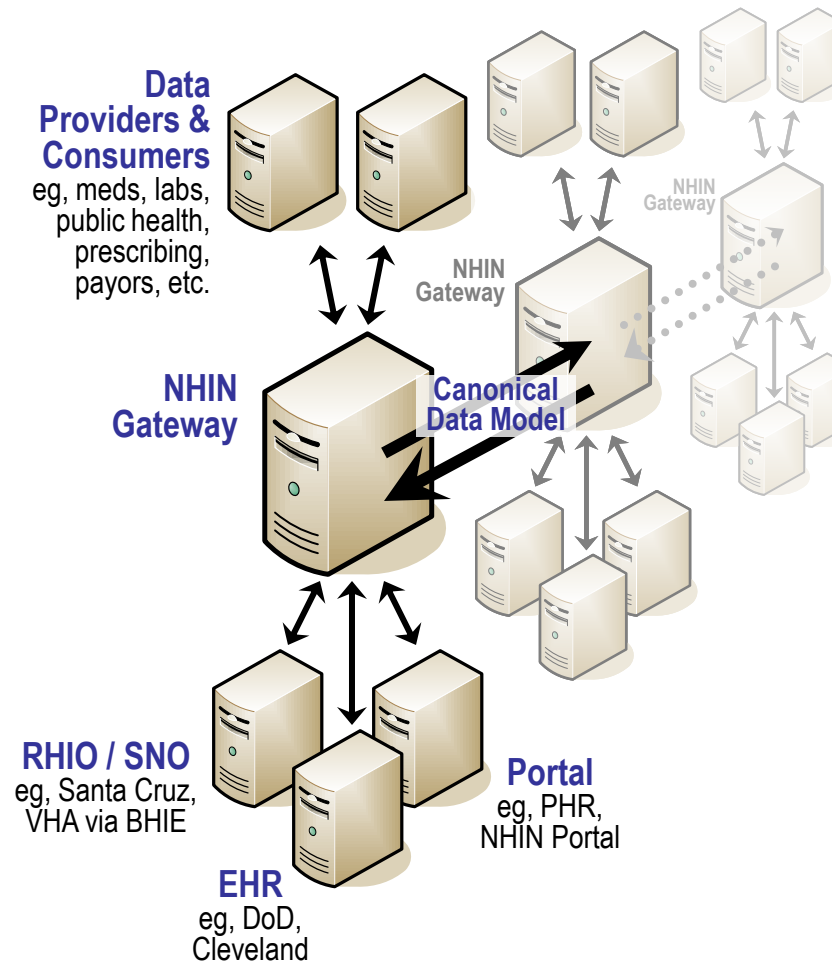 Data
Providers &
Consumers
eg, meds, labs,
public health,
prescribing,
payors, etc.
NHIN
Gateway
NHIN
Gateway
NHIN
Gateway
Canonical
Data Model
RHIO / SNO
eg, Santa Cruz,
VHA via BHIE
EHR
eg, DoD,
Cleveland
Portal
eg, PHR,
NHIN Portal